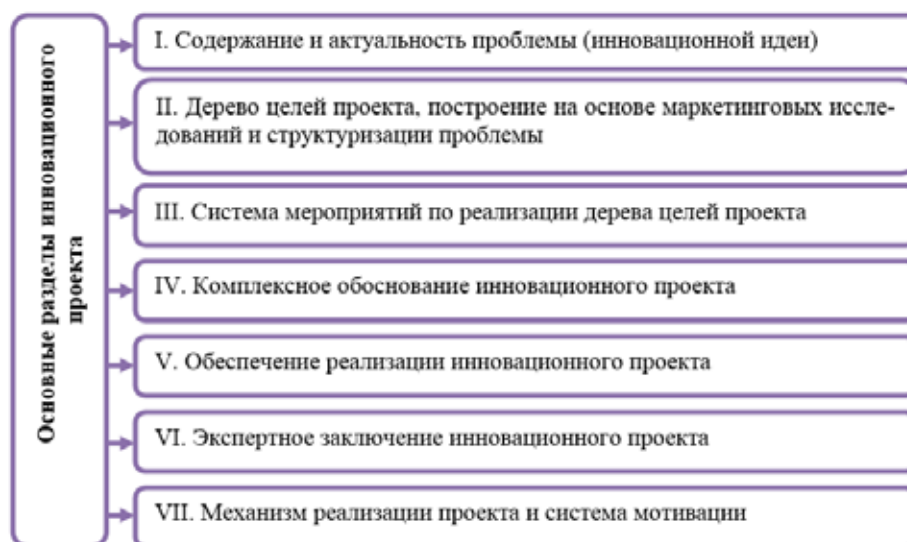 Основные разделы инновационного
проекта
I. Содержание и актуальность проблемы (инновационной идеи)
II. Дерево целей проекта, построение на основе маркетинговых иссле-
дований и структуризации проблемы
III. Система мероприятий по реализации дерева целей проекта
IV. Комплексное обоснование инновационного проекта
V. Обеспечение реализации инновационного проекта
VI. Экспертное заключение инновационного проекта
VII. Механизм реализации проекта и система мотивации